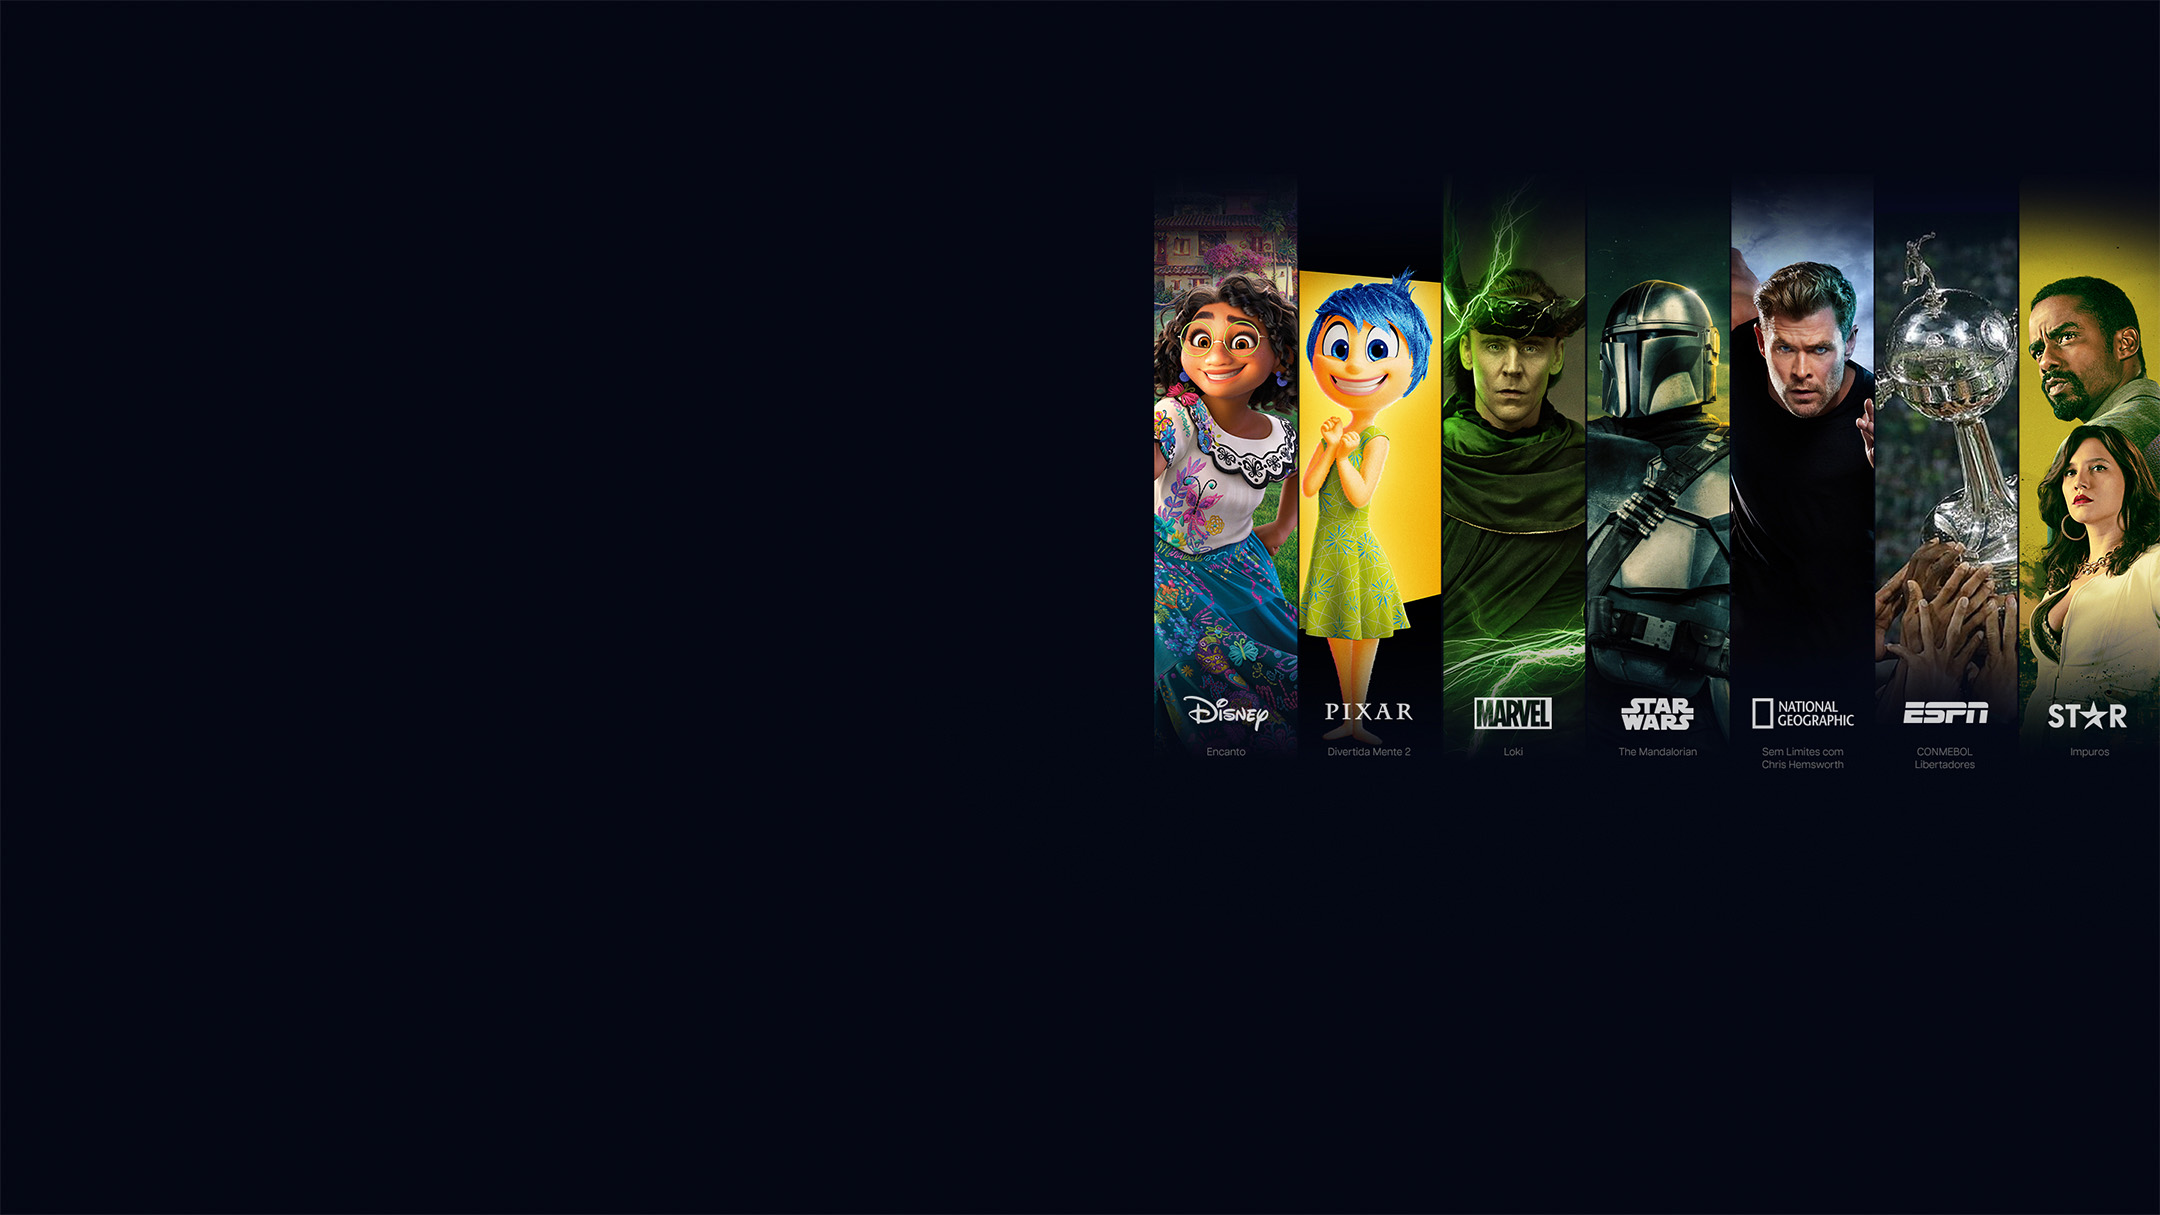 Disney
PIXAR
MARVEL
STAR
WARS
NATIONAL
GEOGRAPHIC
ESPN
STAR
Encanto
Divertida Mente 2
Loki
The Mandalorian
Sem Limites com
Chris Hemsworth
CONMEBOL
Libertadores
Impuros